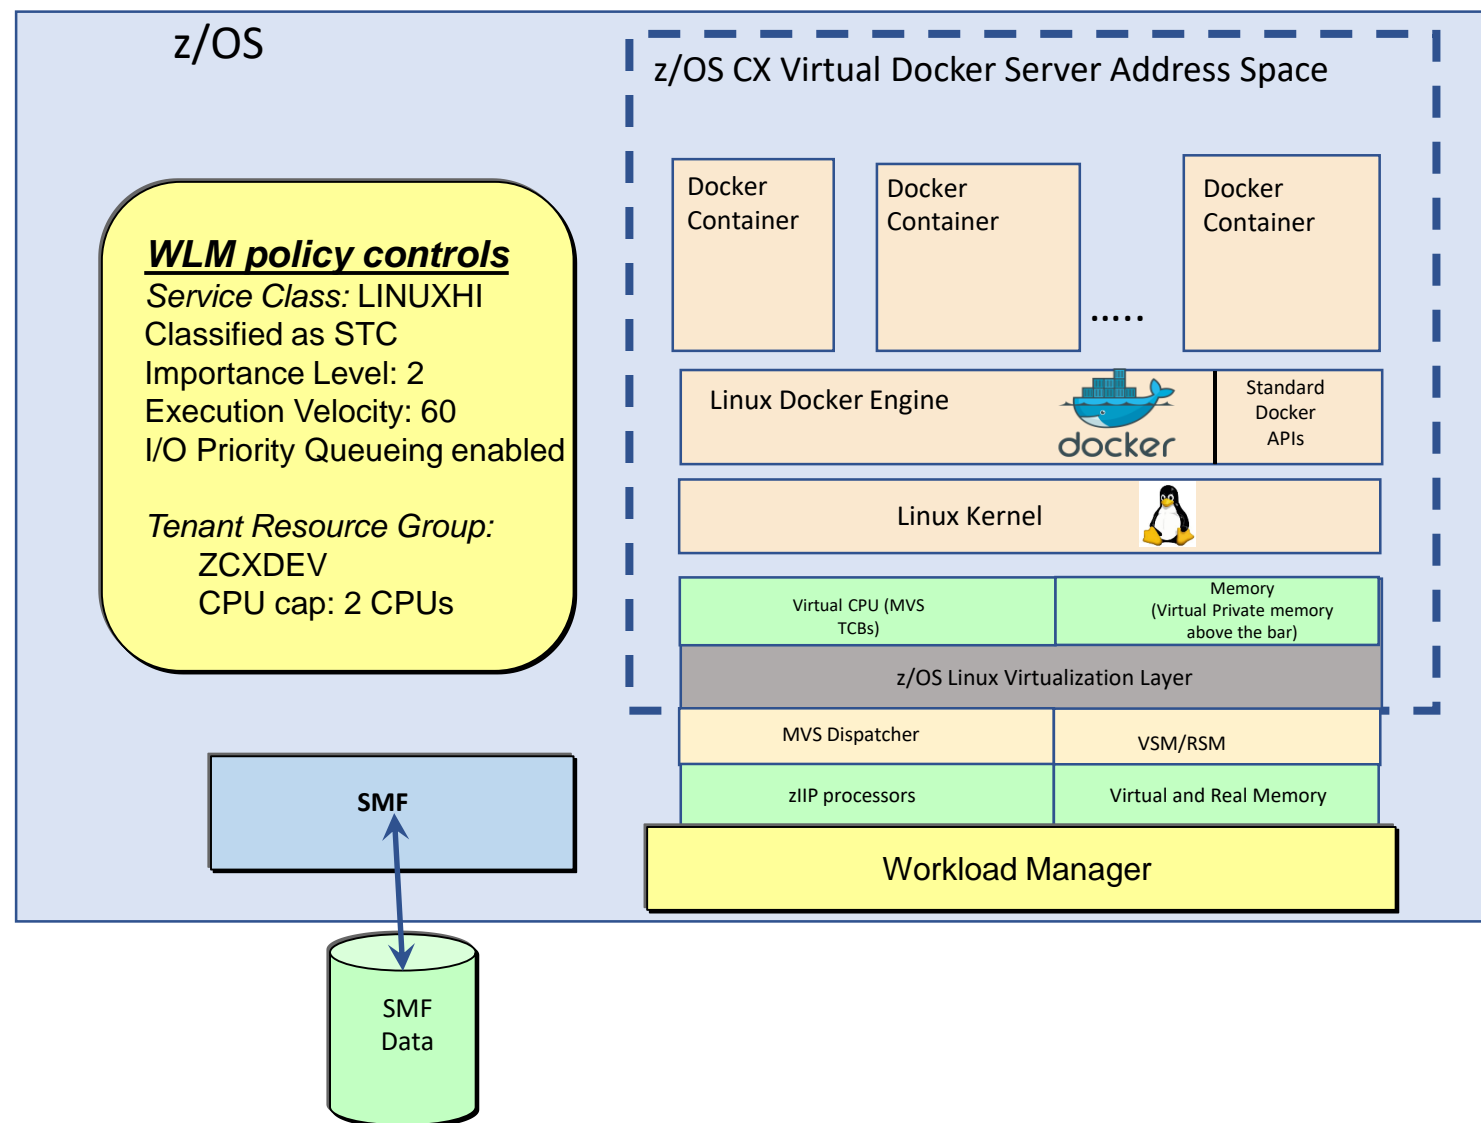 z/OS
z/OS CX Virtual Docker Server Address Space
WLM policy controls
Service Class: LINUXHI
Classified as STC
Importance Level: 2
Execution Velocity: 60
I/O Priority Queueing enabled
Tenant Resource Group:
ZCXDEV
CPU cap: 2 CPUs
Docker
Container
Docker
Container
.....
Docker
Container
Linux Docker Engine
docker
Standard
Docker
APIs
Linux Kernel
Virtual CPU (MVS
TCBs)
Memory
(Virtual Private memory
above the bar)
z/OS Linux Virtualization Layer
MVS Dispatcher
VSM/RSM
zIIP processors
Virtual and Real Memory
Workload Manager
SMF
SMF
Data